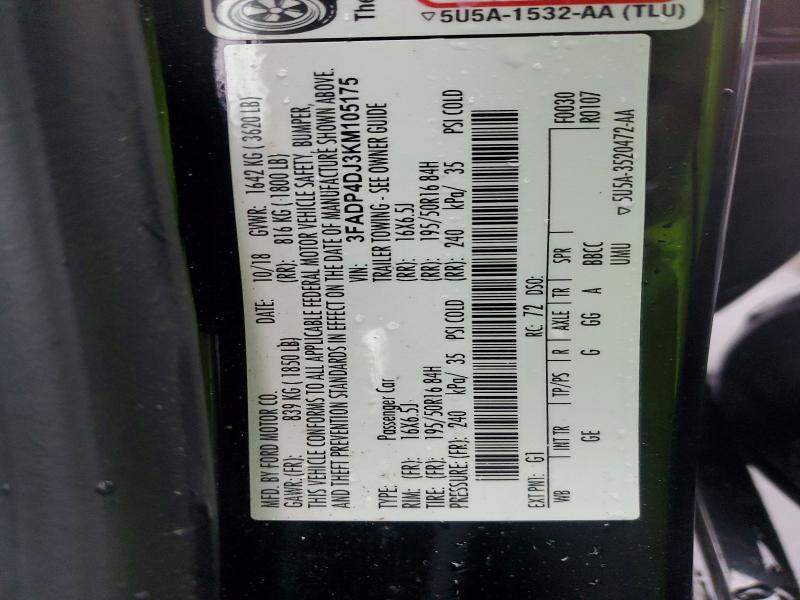 The
▽5U5A-1532-AA (TLU)
MFD. BY FORD MOTOR CO. DATE: 10/18 GVWR: 1642 KG ( 3620 LB)
GAWR: (FR): 839 KG ( 1850 LB) (RR): 816 KG ( 1800 LB)
THIS VEHICLE CONFORMS TO ALL APPLICABLE FEDERAL MOTOR VEHICLE SAFETY, BUMPER,
AND THEFT PREVENTION STANDARDS IN EFFECT ON THE DATE OF MANUFACTURE SHOWN ABOVE.
VIN: 3FADP4DJ3KM105175
TYPE: Passenger Car TRAILER TOWING - SEE OWNER GUIDE
RIM: (FR): 16X6.5J (RR): 16X6.5J
TIRE: (FR): 195/50R16 84H (RR): 195/50R16 84H
PRESSURE: (FR): 240 kPa/ 35 PSI COLD (RR): 240 kPa/ 35 PSI COLD
EXT PNT: G1 RC: 72 DSO: F0030
WB INT TR TP/PS R AXLE TR SPR R0107
GE G GG A BBCC
UMU
▽5U5A-3520472-AA